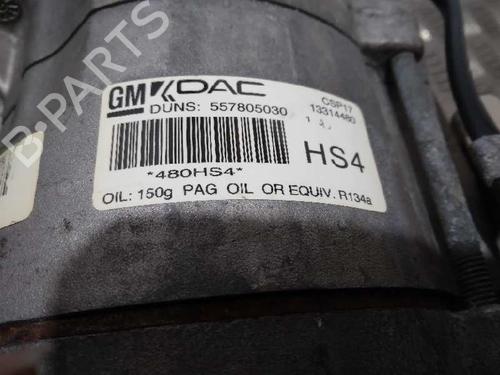 GM DAC
DUNS: 557805030
CSP17
13314480
*480HS4*
HS4
OIL: 150g PAG OIL OR EQUIV. R134a
B-PARTS